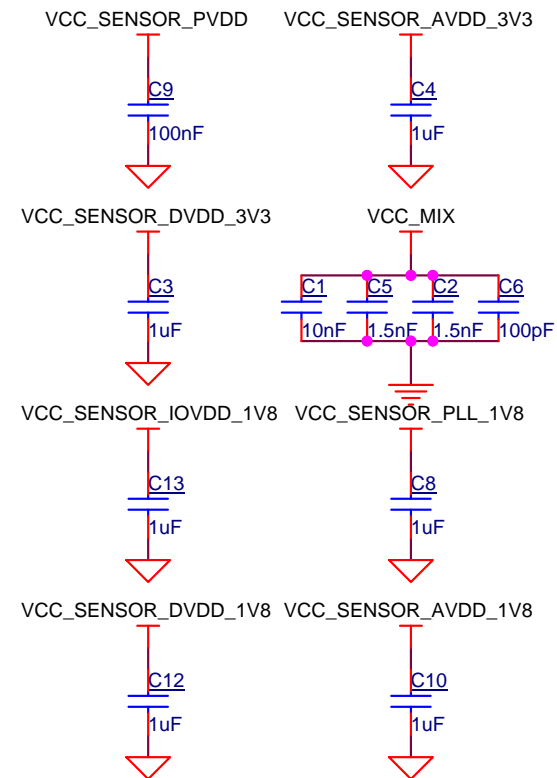 VCC_SENSOR_PVDD
VCC_SENSOR_AVDD_3V3
C9
100nF
C4
1uF
VCC_SENSOR_DVDD_3V3
VCC_MIX
C3
1uF
C1
C5
C2
C6
10nF
1.5nF
1.5nF
100pF
VCC_SENSOR_IOVDD_1V8
VCC_SENSOR_PLL_1V8
C13
1uF
C8
1uF
VCC_SENSOR_DVDD_1V8
VCC_SENSOR_AVDD_1V8
C12
1uF
C10
1uF